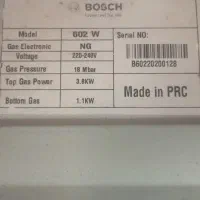 BOSCH
Model 602 W Serial NO:
Gas Electronic NG
Voltage 220-240V B60220200128
Gas Pressure 18 Mbar
Top Gas Power 3.8KW
Bottom Gas 1.1KW
Made in PRC